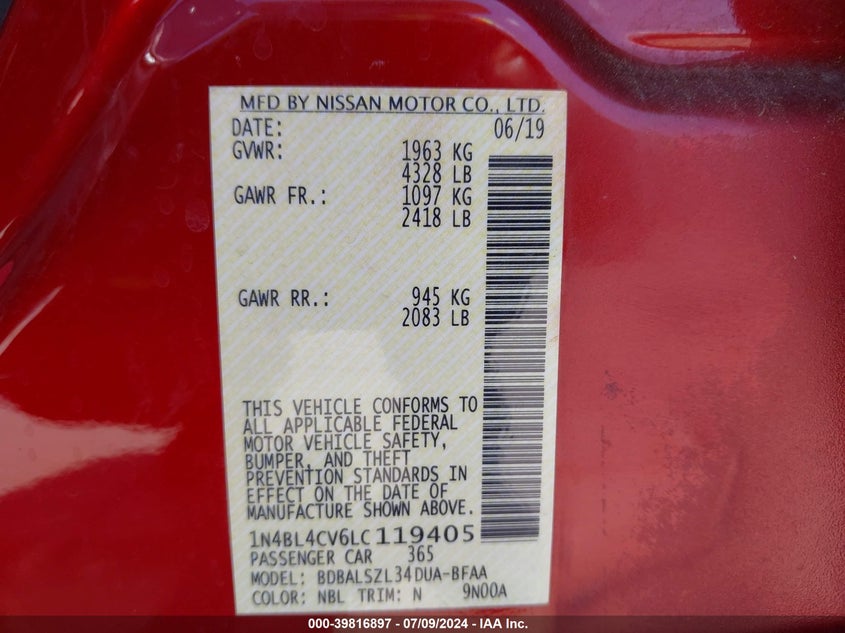 MFD BY NISSAN MOTOR CO., LTD.
DATE: 06/19
GVWR: 1963 KG
4328 LB
GAWR FR.: 1097 KG
2418 LB
GAWR RR.: 945 KG
2083 LB
THIS VEHICLE CONFORMS TO
ALL APPLICABLE FEDERAL
MOTOR VEHICLE SAFETY,
BUMPER, AND THEFT
PREVENTION STANDARDS IN
EFFECT ON THE DATE OF
MANUFACTURE SHOWN ABOVE.
1N4BL4CV6LC119405
PASSENGER CAR 365
MODEL: BDBALSZL34DUA-BFAA
COLOR: NBL TRIM: N 9N00A
000-39816897 - 07/09/2024 - IAA Inc.